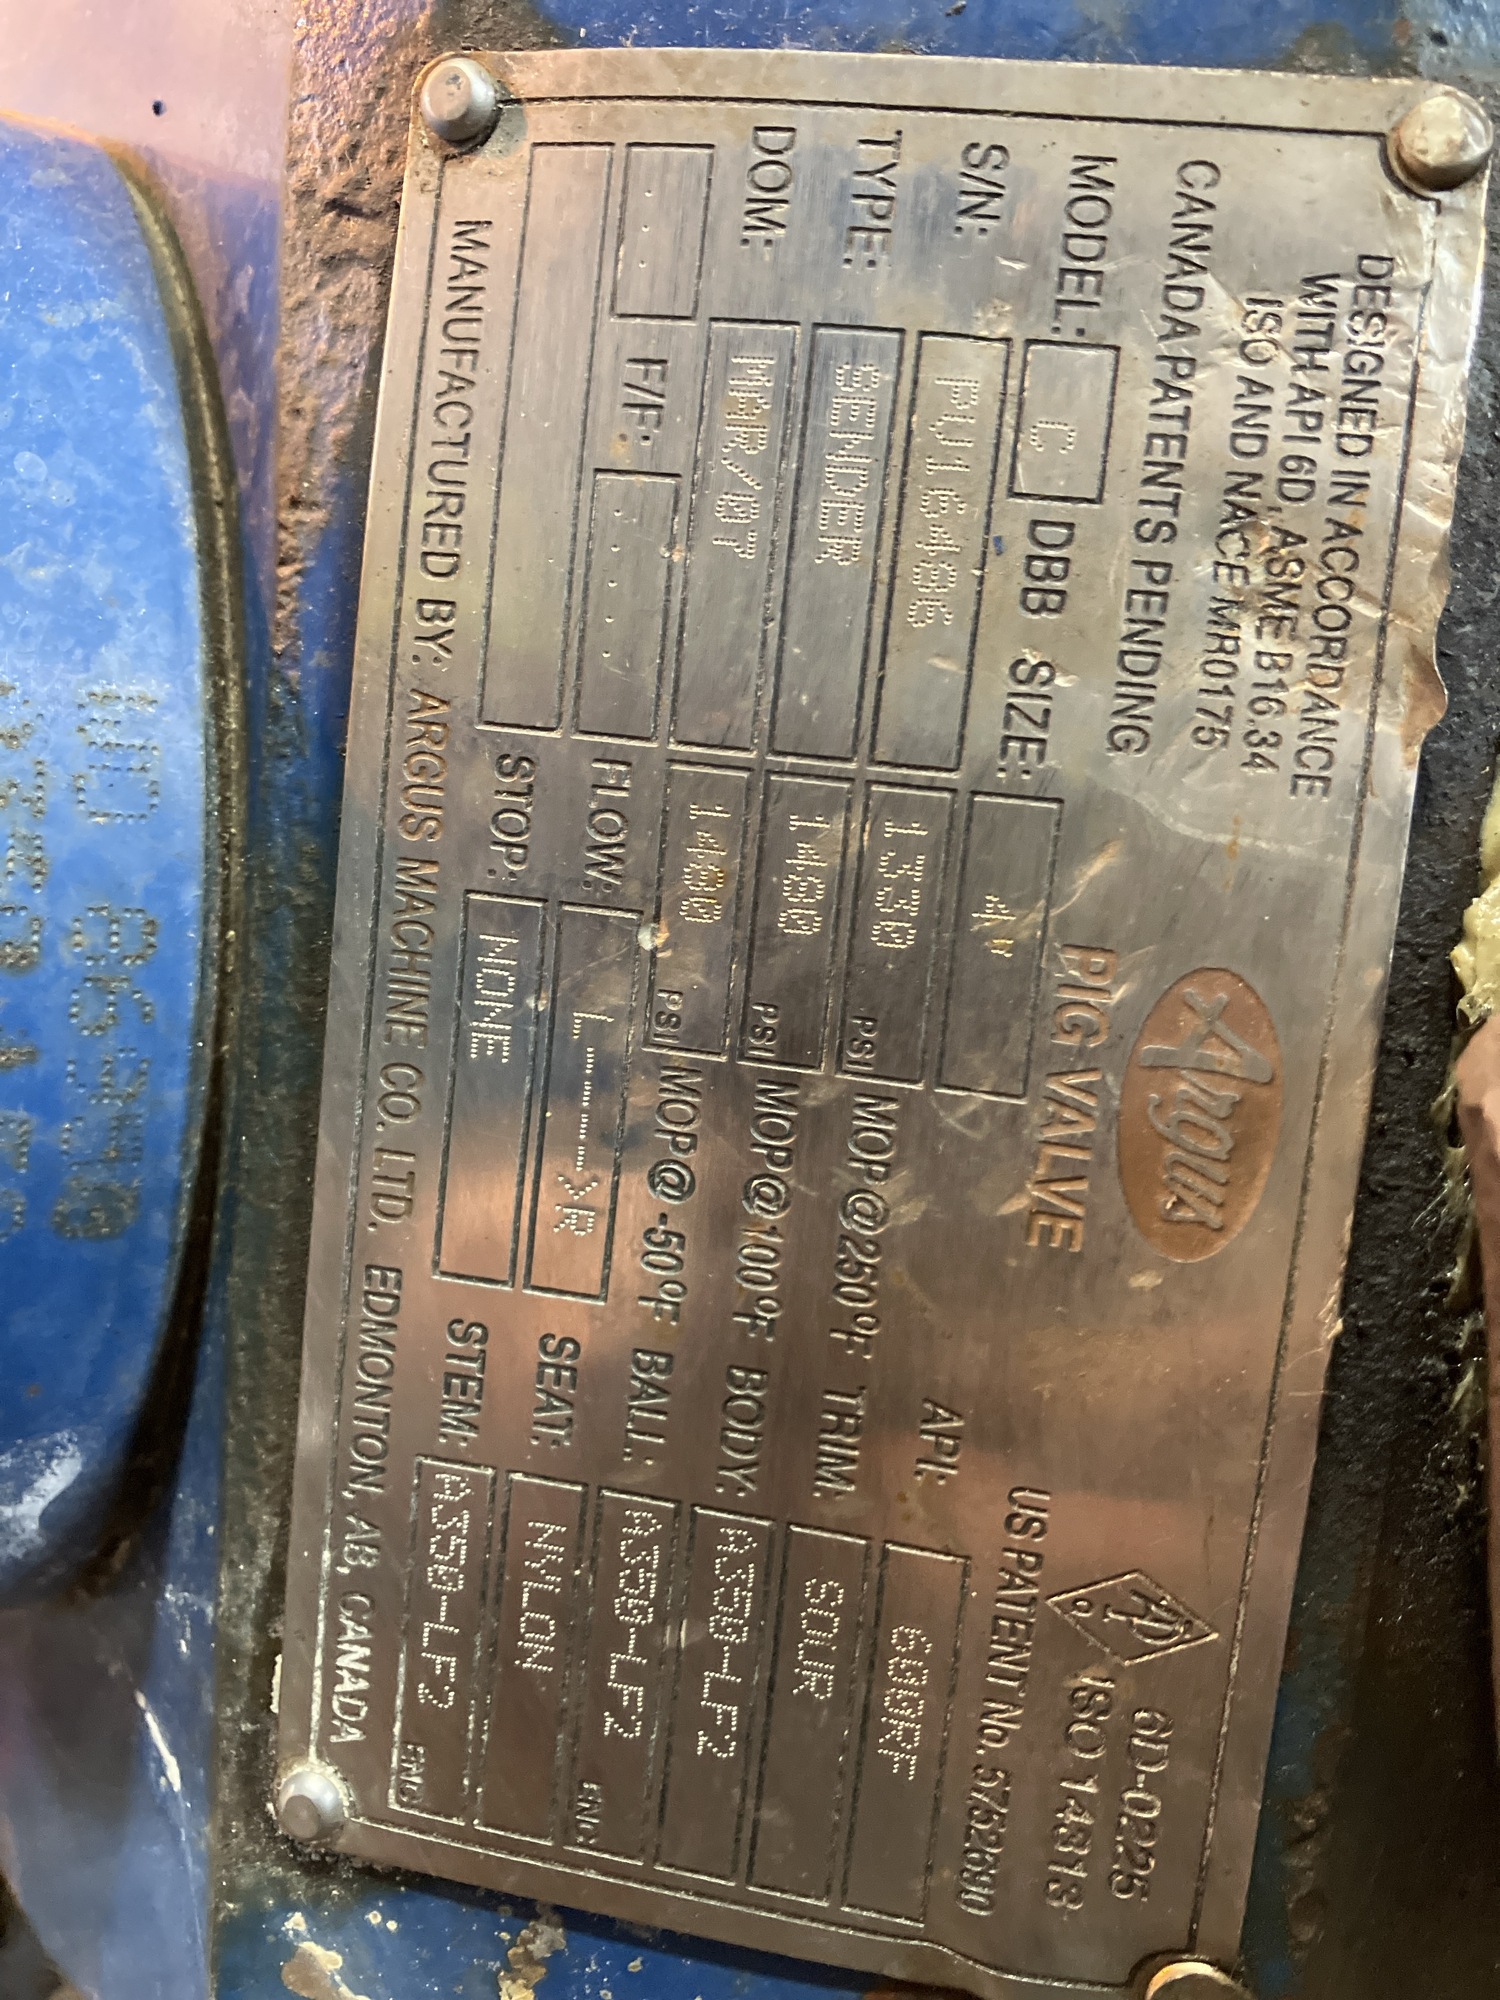 DESIGNED IN ACCORDANCE
WITH API 6D, ASME B16.34
ISO AND NACE MR0175
CANADA PATENTS PENDING
Argus
PIG VALVE
6D-0225
ISO 14313
US PATENT No. 5752690
MODEL: C DBB SIZE: 4" API: 600RF
S/N: PV16480 1330 PSI MOP@250°F TRIM: SOUR
TYPE: SENDER 1480 PSI MOP@100°F BODY: A350-LF2
DOM: MAR/07 1480 PSI MOP@-50°F BALL: A350-LF2 ENC
F/F: FLOW: L---->R SEAT: NYLON
STOP: NONE STEM: A350-LF2 ENC
MANUFACTURED BY: ARGUS MACHINE CO. LTD. EDMONTON, AB, CANADA